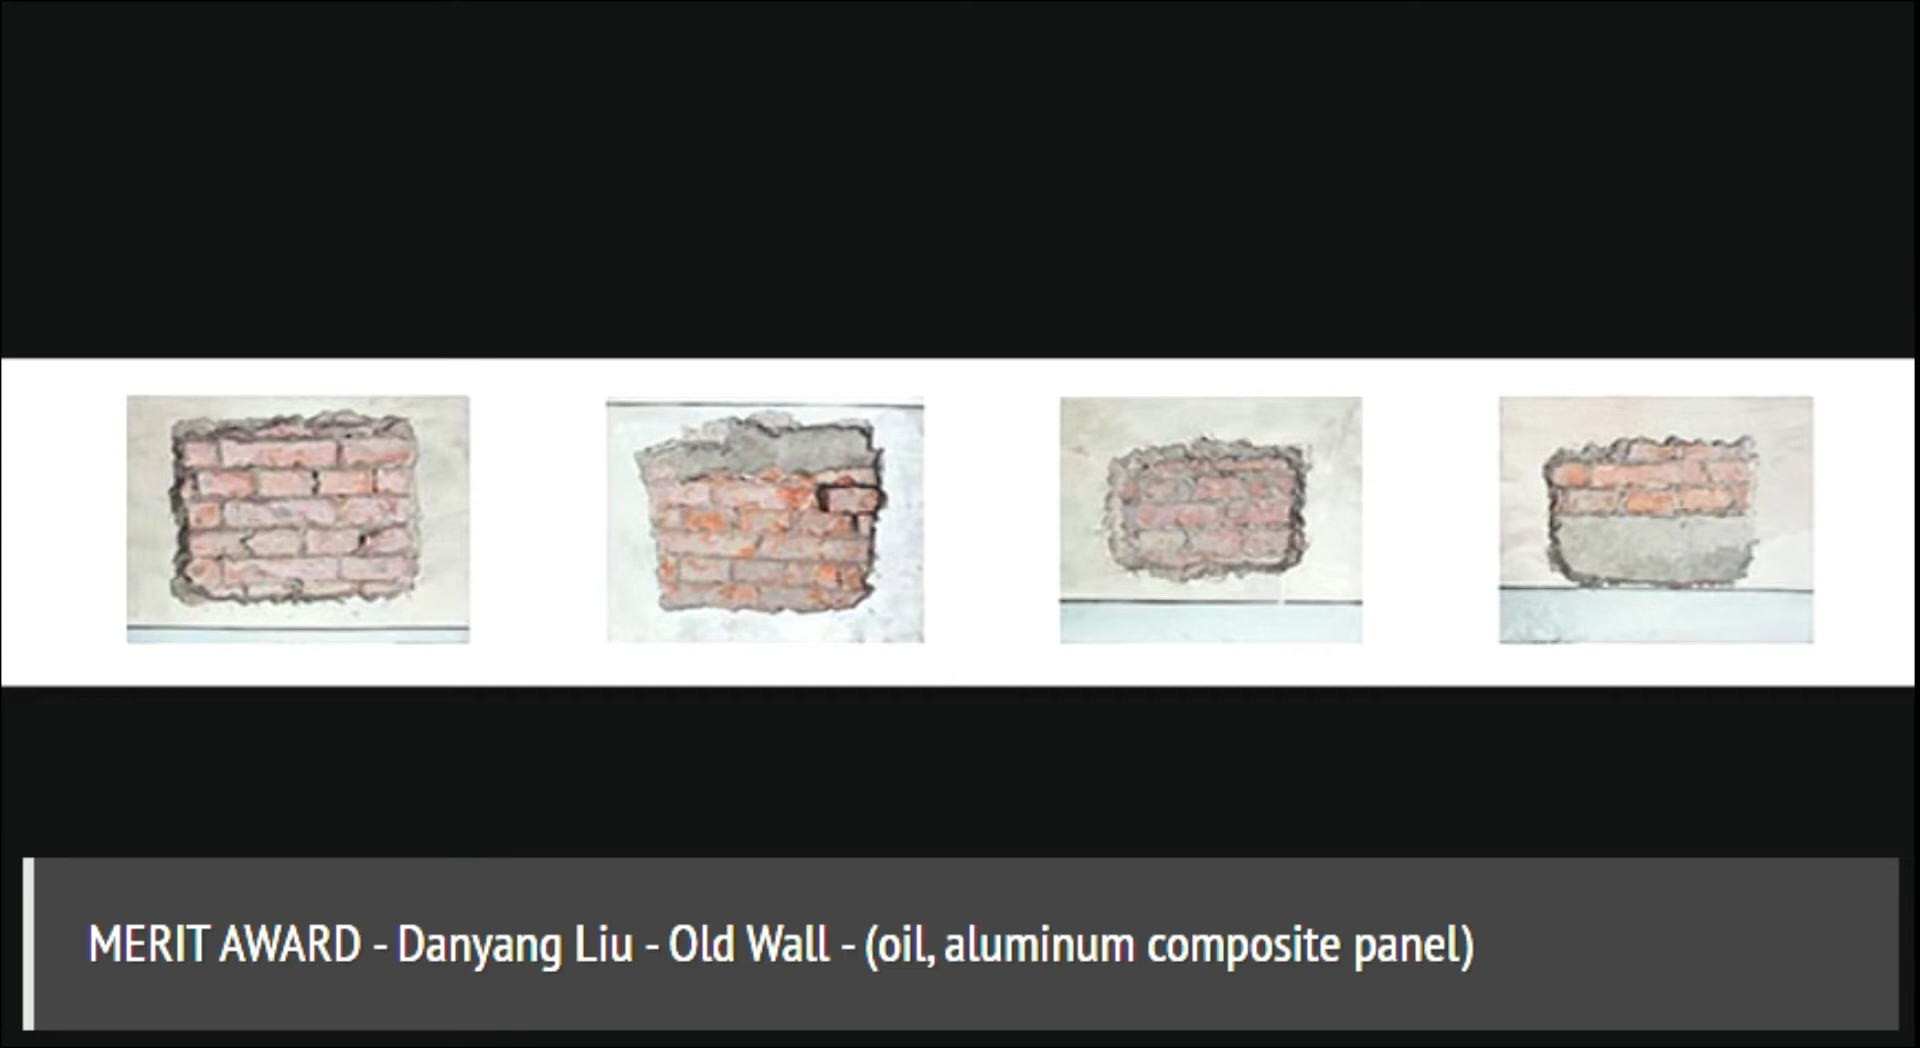 MERIT AWARD - Danyang Liu - Old Wall - (oil, aluminum composite panel)